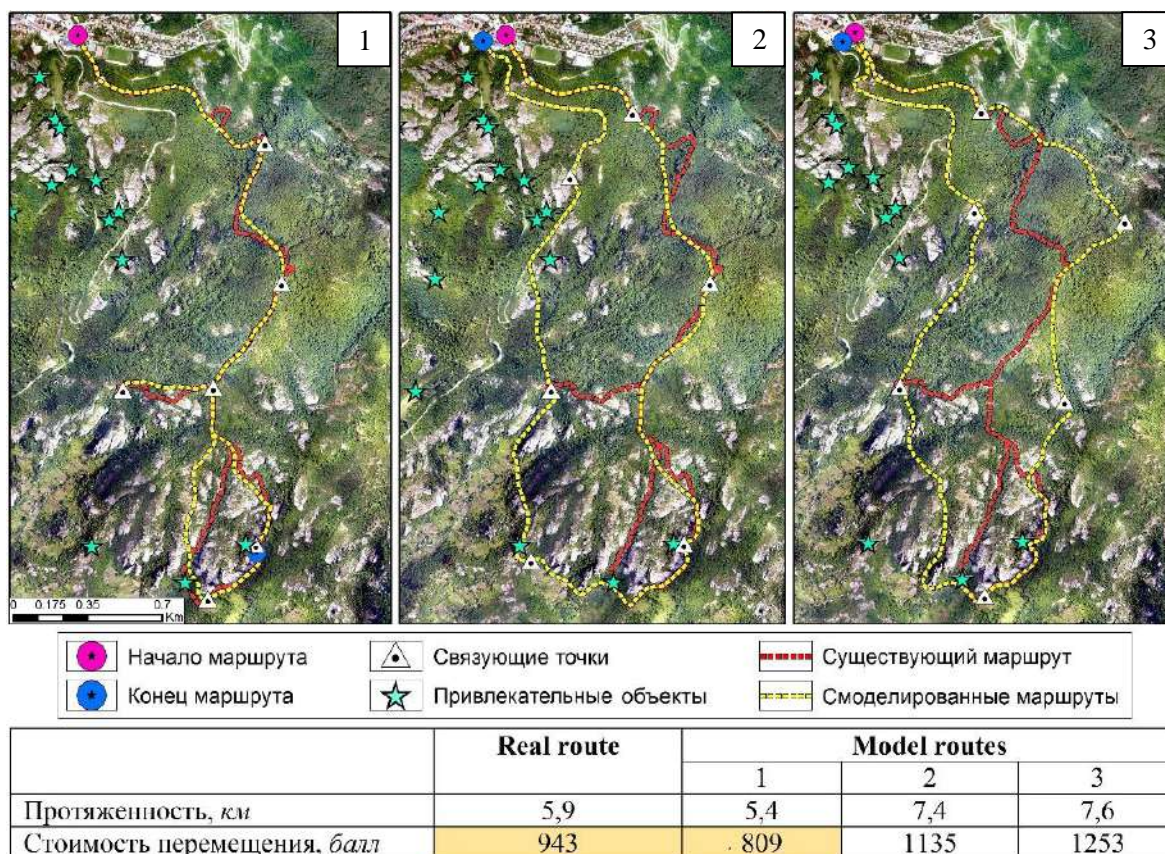 1
2
3
0 0.175 0.35 0.7
Km
Начало маршрута Связующие точки Существующий маршрут
Конец маршрута Привлекательные объекты Смоделированные маршруты
Real route Model routes
1 2 3
Протяженность, км 5,9 5,4 7,4 7,6
Стоимость перемещения, балл 943 809 1135 1253